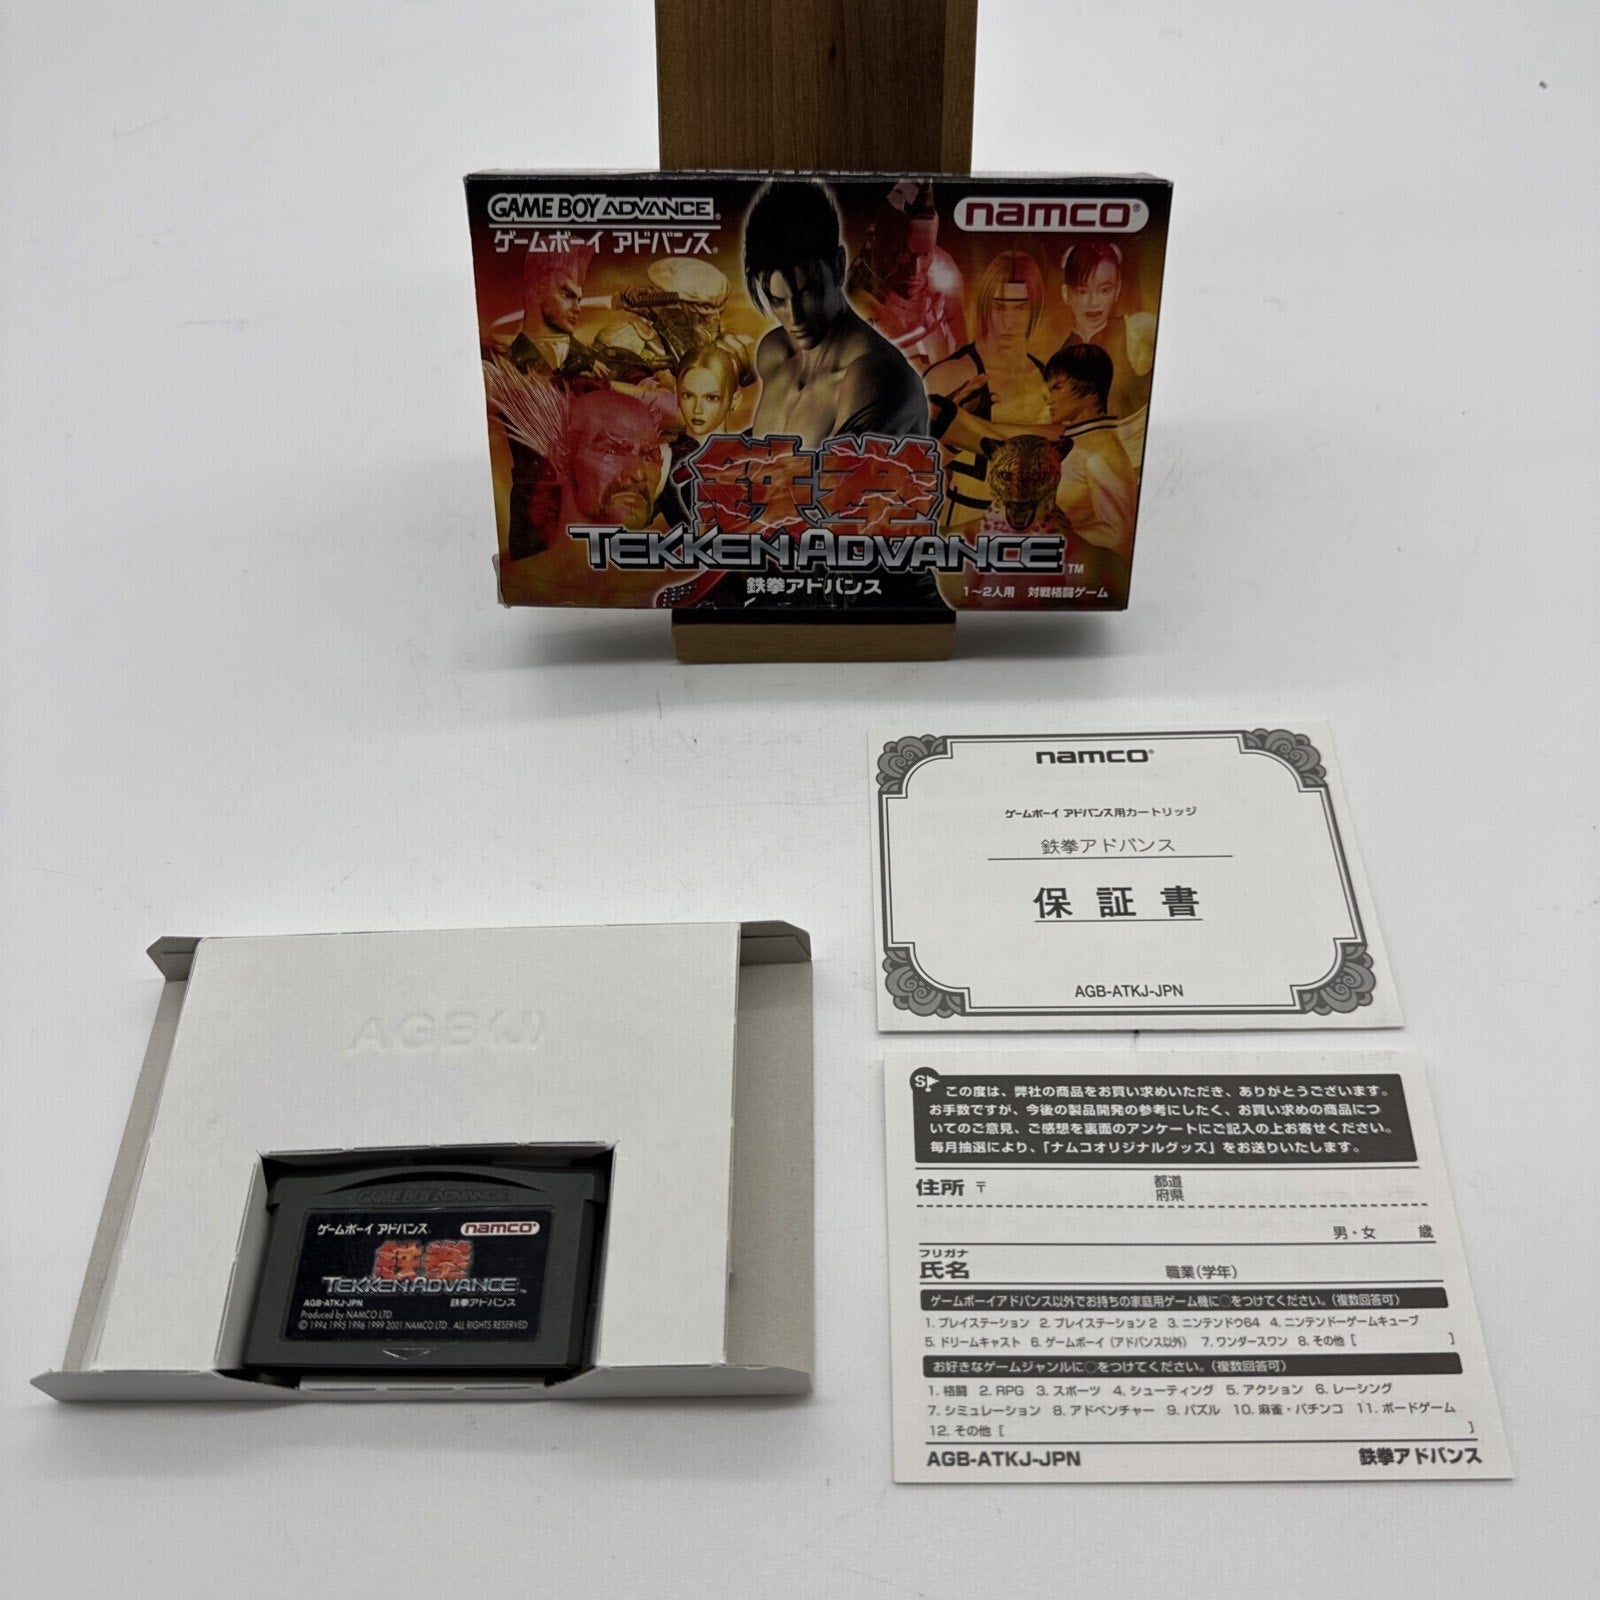 GAME BOY ADVANCE
ゲームボーイ アドバンス®
namco®
鉄拳
TEKKEN ADVANCE™
鉄拳アドバンス
1〜2人用 対戦格闘ゲーム
namco®
ゲームボーイ アドバンス用カートリッジ
鉄拳アドバンス
保証書
AGB-ATKJ-JPN
AGB(J)
GAME BOY ADVANCE
ゲームボーイ アドバンス
namco
鉄拳
TEKKEN ADVANCE™
AGB-ATKJ-JPN
鉄拳アドバンス
Produced by NAMCO LTD.
© 1994 1995 1996 1999 2001 NAMCO LTD., ALL RIGHTS RESERVED
S
この度は、弊社の商品をお買い求めいただき、ありがとうございます。
お手数ですが、今後の製品開発の参考にしたく、お買い求めの商品につ
いてのご意見、ご感想を裏面のアンケートにご記入の上お寄せください。
毎月抽選により、「ナムコオリジナルグッズ」をお送りいたします。
住所 〒 都道
府県
男・女 歳
フリガナ
氏名 職業(学年)
ゲームボーイアドバンス以外でお持ちの家庭用ゲーム機に○をつけてください。(複数回答可)
1. プレイステーション 2. プレイステーション2 3. ニンテンドウ64 4. ニンテンドーゲームキューブ
5. ドリームキャスト 6. ゲームボーイ(アドバンス以外) 7. ワンダースワン 8. その他 [ ]
お好きなゲームジャンルに○をつけてください。(複数回答可)
1. 格闘 2. RPG 3. スポーツ 4. シューティング 5. アクション 6. レーシング
7. シミュレーション 8. アドベンチャー 9. パズル 10. 麻雀・パチンコ 11. ボードゲーム
12. その他 [ ]
AGB-ATKJ-JPN 鉄拳アドバンス